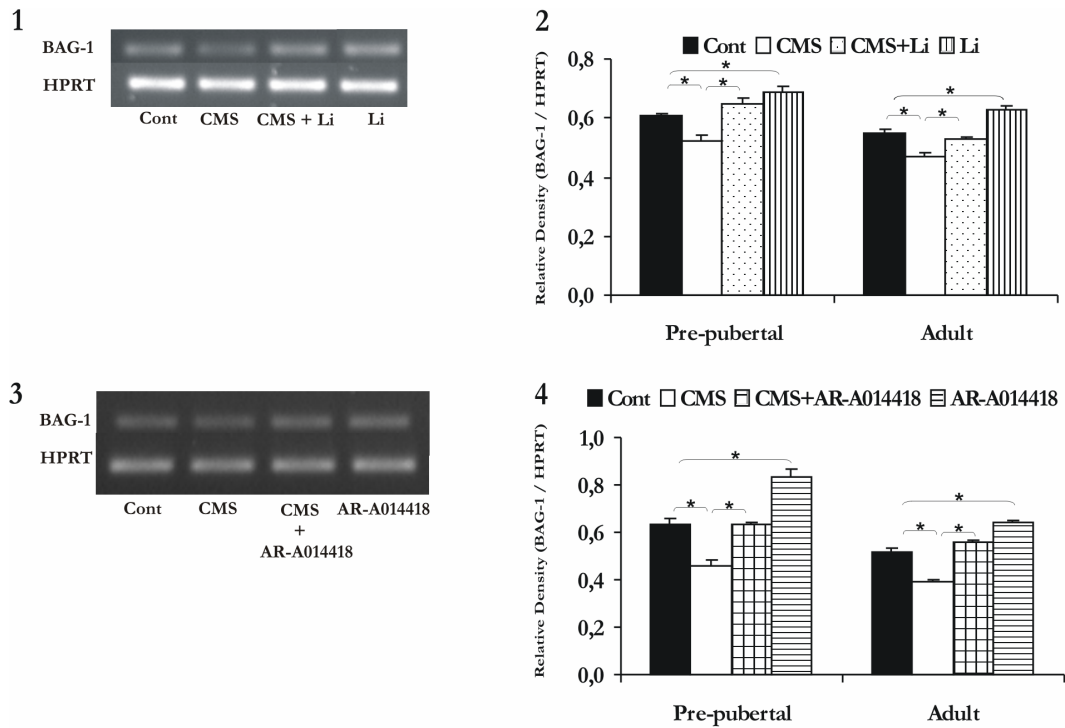 1
BAG-1
HPRT
Cont CMS CMS + Li Li
2
Cont CMS CMS+Li Li
Relative Density (BAG-1 / HPRT)
0,8
0,6
0,4
0,2
0,0
* * *
* * *
Pre-pubertal Adult
3
BAG-1
HPRT
Cont CMS CMS + AR-A014418 AR-A014418
4
Cont CMS CMS+AR-A014418 AR-A014418
Relative Density (BAG-1 / HPRT)
1,0
0,8
0,6
0,4
0,2
0,0
* * *
* * *
Pre-pubertal Adult